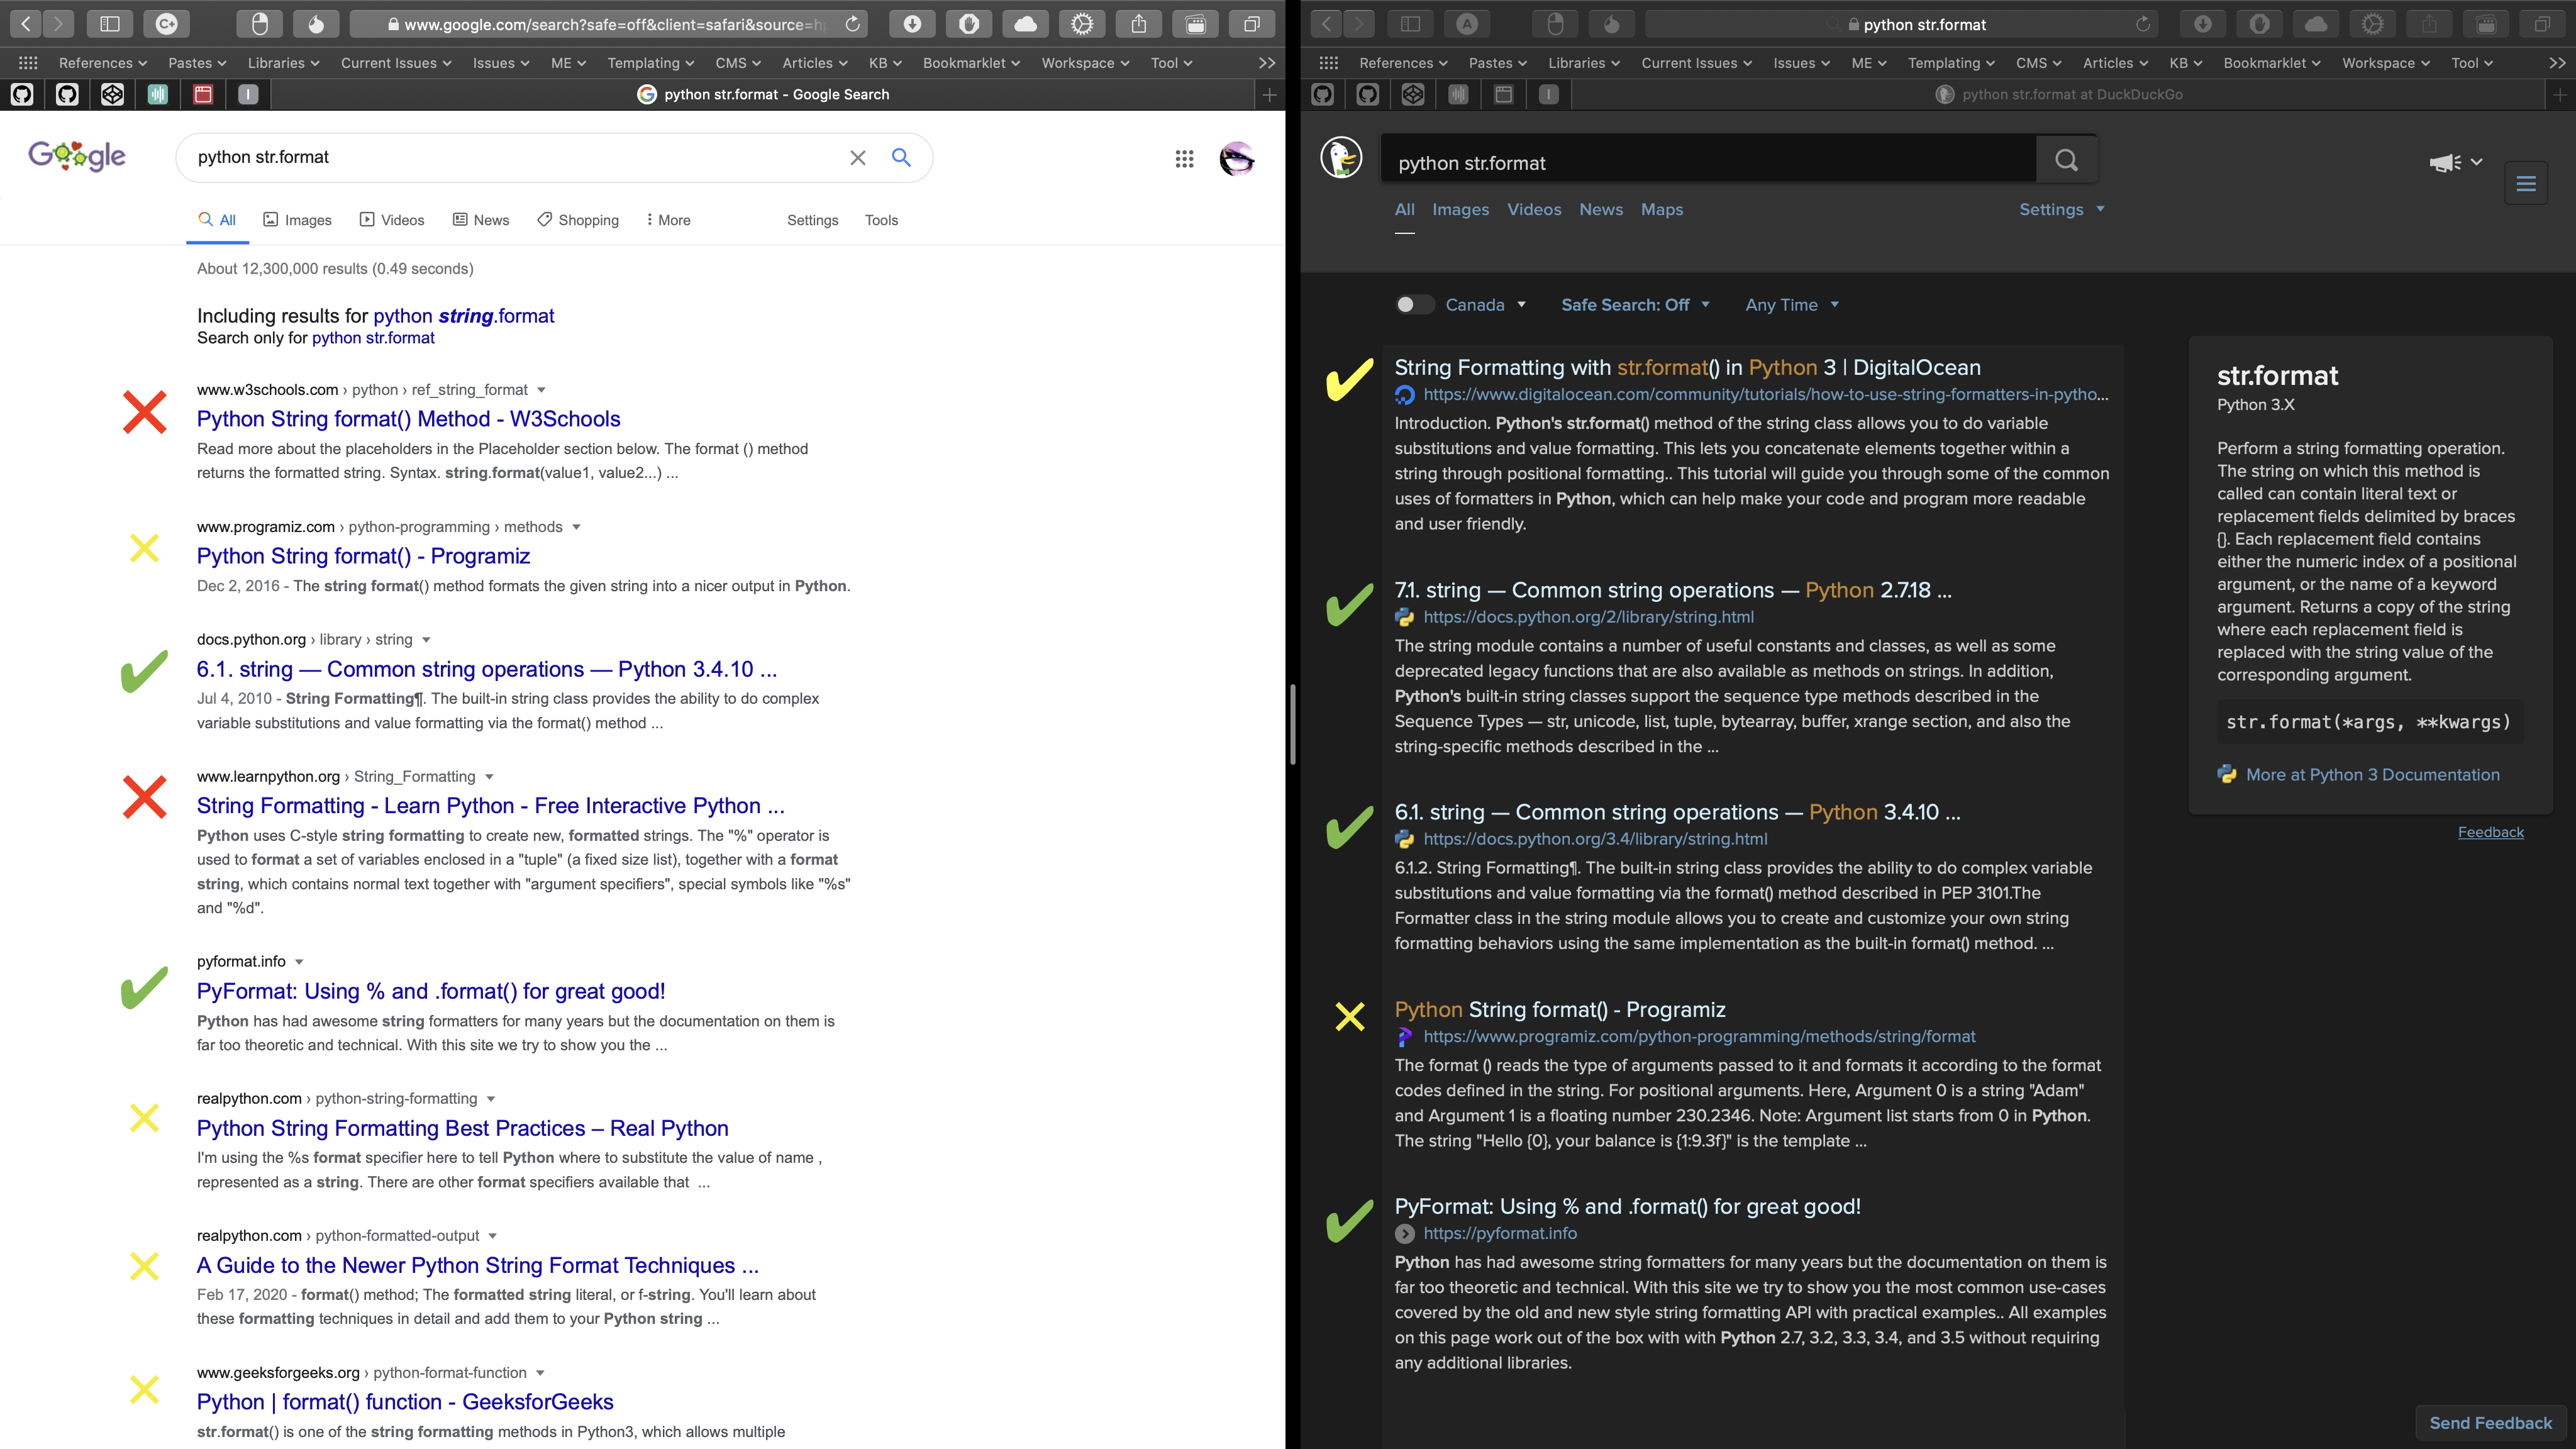 www.google.com/search?safe=off&client=safari&source=h
References
Pastes
Libraries
Current Issues
Issues
ME
Templating
CMS
Articles
KB
Bookmarklet
Workspace
Tool
python str.format - Google Search
Google
python str.format
All
Images
Videos
News
Shopping
More
Settings
Tools
About 12,300,000 results (0.49 seconds)
Including results for python string.format
Search only for python str.format
www.w3schools.com › python › ref_string_format
Python String format() Method - W3Schools
Read more about the placeholders in the Placeholder section below. The format () method
returns the formatted string. Syntax. string.format(value1, value2...) ...
www.programiz.com › python-programming › methods
Python String format() - Programiz
Dec 2, 2016 - The string format() method formats the given string into a nicer output in Python.
docs.python.org › library › string
6.1. string — Common string operations — Python 3.4.10 ...
Jul 4, 2010 - String Formatting¶. The built-in string class provides the ability to do complex
variable substitutions and value formatting via the format() method ...
www.learnpython.org › String_Formatting
String Formatting - Learn Python - Free Interactive Python ...
Python uses C-style string formatting to create new, formatted strings. The "%" operator is
used to format a set of variables enclosed in a "tuple" (a fixed size list), together with a format
string, which contains normal text together with "argument specifiers", special symbols like "%s"
and "%d".
pyformat.info
PyFormat: Using % and .format() for great good!
Python has had awesome string formatters for many years but the documentation on them is
far too theoretic and technical. With this site we try to show you the ...
realpython.com › python-string-formatting
Python String Formatting Best Practices – Real Python
I'm using the %s format specifier here to tell Python where to substitute the value of name ,
represented as a string. There are other format specifiers available that ...
realpython.com › python-formatted-output
A Guide to the Newer Python String Format Techniques ...
Feb 17, 2020 - format() method; The formatted string literal, or f-string. You'll learn about
these formatting techniques in detail and add them to your Python string ...
www.geeksforgeeks.org › python-format-function
Python | format() function - GeeksforGeeks
str.format() is one of the string formatting methods in Python3, which allows multiple
python str.format
References
Pastes
Libraries
Current Issues
Issues
ME
Templating
CMS
Articles
KB
Bookmarklet
Workspace
Tool
python str.format at DuckDuckGo
python str.format
All
Images
Videos
News
Maps
Settings
Canada
Safe Search: Off
Any Time
String Formatting with str.format() in Python 3 | DigitalOcean
https://www.digitalocean.com/community/tutorials/how-to-use-string-formatters-in-pytho...
Introduction. Python's str.format() method of the string class allows you to do variable
substitutions and value formatting. This lets you concatenate elements together within a
string through positional formatting.. This tutorial will guide you through some of the common
uses of formatters in Python, which can help make your code and program more readable
and user friendly.
7.1. string — Common string operations — Python 2.7.18 ...
https://docs.python.org/2/library/string.html
The string module contains a number of useful constants and classes, as well as some
deprecated legacy functions that are also available as methods on strings. In addition,
Python's built-in string classes support the sequence type methods described in the
Sequence Types — str, unicode, list, tuple, bytearray, buffer, xrange section, and also the
string-specific methods described in the ...
6.1. string — Common string operations — Python 3.4.10 ...
https://docs.python.org/3.4/library/string.html
6.1.2. String Formatting¶. The built-in string class provides the ability to do complex variable
substitutions and value formatting via the format() method described in PEP 3101.The
Formatter class in the string module allows you to create and customize your own string
formatting behaviors using the same implementation as the built-in format() method. ...
Python String format() - Programiz
https://www.programiz.com/python-programming/methods/string/format
The format () reads the type of arguments passed to it and formats it according to the format
codes defined in the string. For positional arguments. Here, Argument 0 is a string "Adam"
and Argument 1 is a floating number 230.2346. Note: Argument list starts from 0 in Python.
The string "Hello {0}, your balance is {1:9.3f}" is the template ...
PyFormat: Using % and .format() for great good!
https://pyformat.info
Python has had awesome string formatters for many years but the documentation on them is
far too theoretic and technical. With this site we try to show you the most common use-cases
covered by the old and new style string formatting API with practical examples.. All examples
on this page work out of the box with with Python 2.7, 3.2, 3.3, 3.4, and 3.5 without requiring
any additional libraries.
str.format
Python 3.X
Perform a string formatting operation.
The string on which this method is
called can contain literal text or
replacement fields delimited by braces
{}. Each replacement field contains
either the numeric index of a positional
argument, or the name of a keyword
argument. Returns a copy of the string
where each replacement field is
replaced with the string value of the
corresponding argument.
str.format(*args, **kwargs)
More at Python 3 Documentation
Feedback
Send Feedback